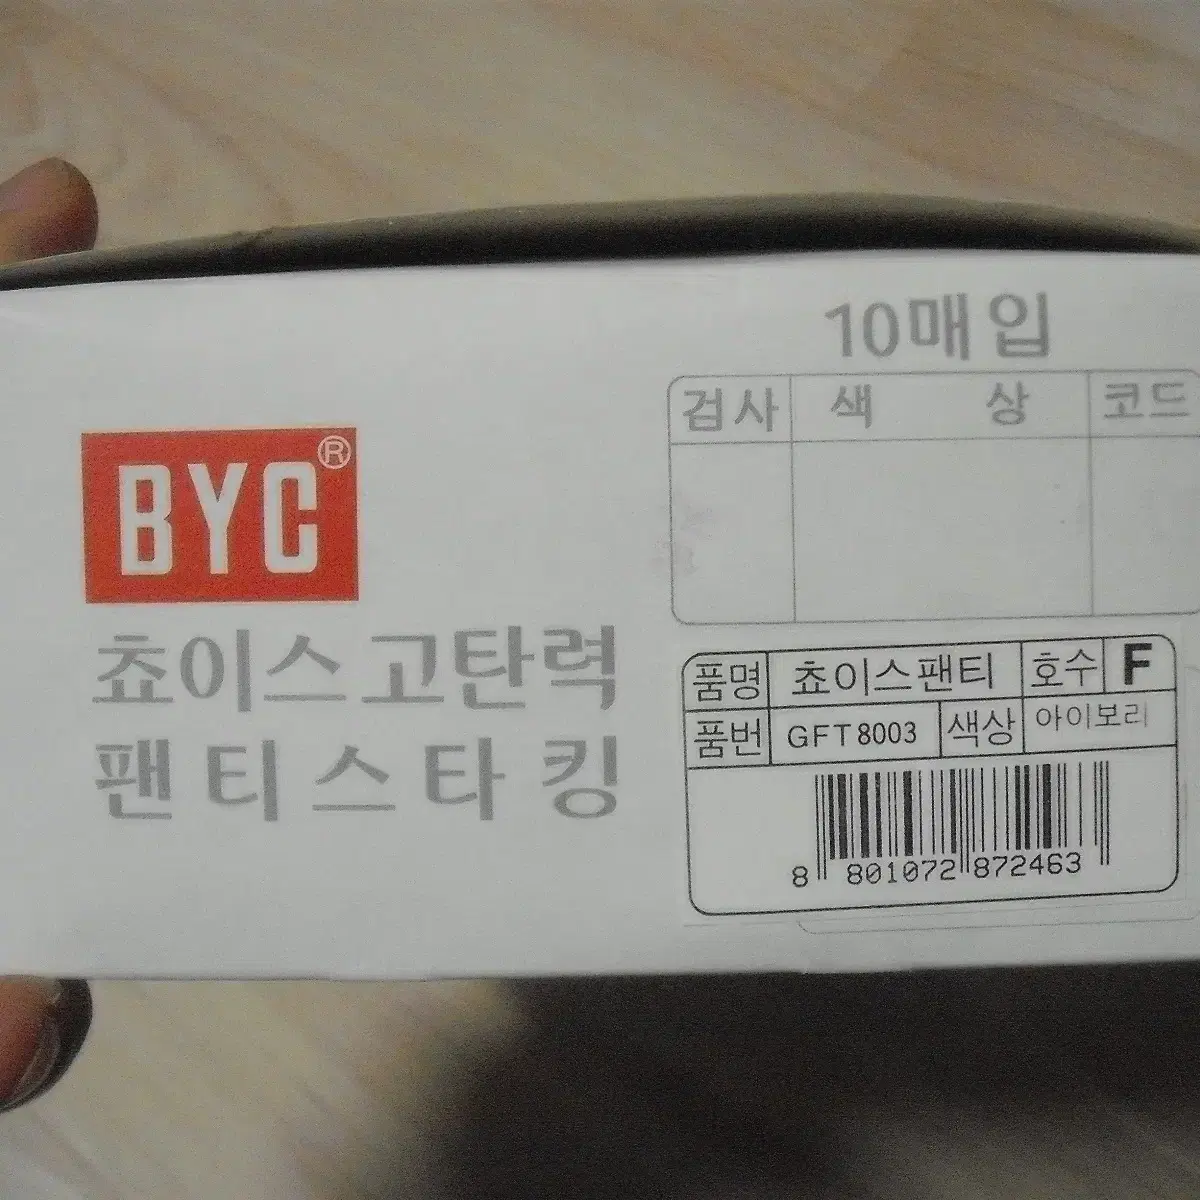 10매입
검사 색 상 코드
BYC®
쵸이스고탄력
팬티스타킹
품명 쵸이스팬티 호수 F
품번 GFT8003 색상 아이보리
8 801072 872463